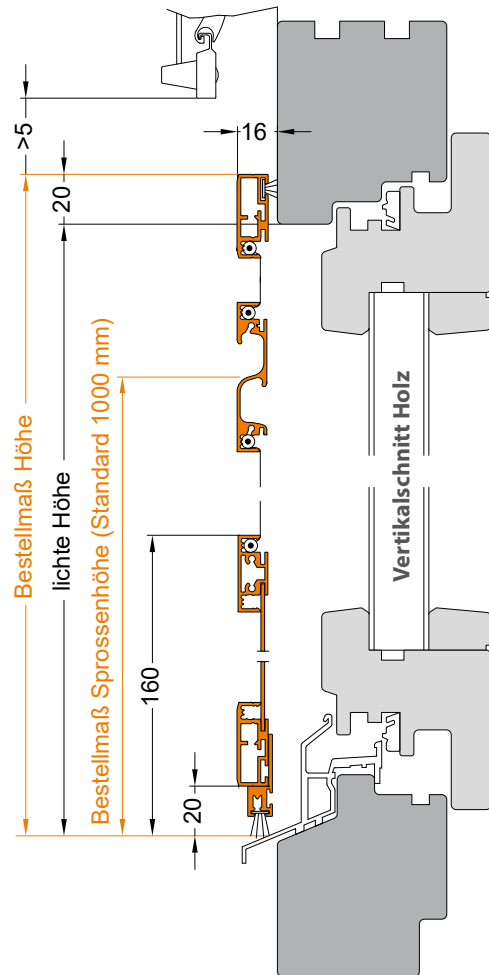 >5
16
20
Bestellmaß Höhe
lichte Höhe
Bestellmaß Sprossenhöhe (Standard 1000 mm)
Vertikalschnitt Holz
160
20